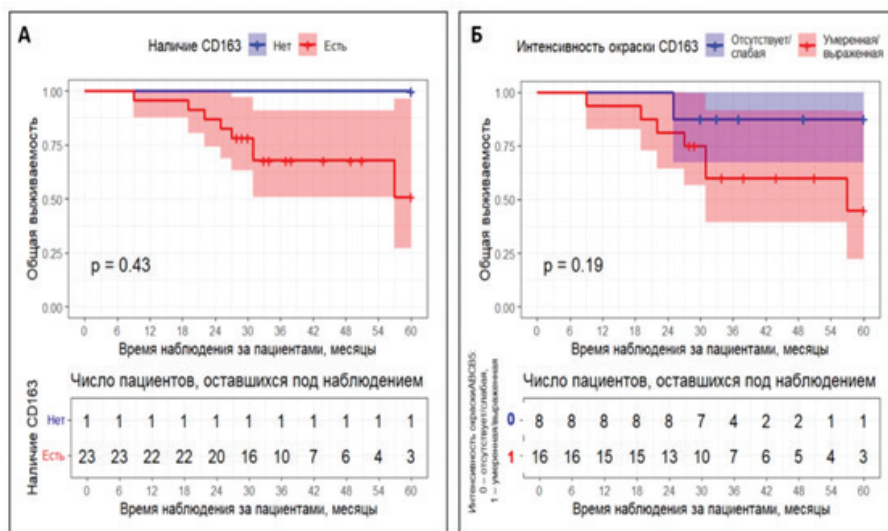 А
Наличие CD163 Нет Есть
Общая выживаемость
1.00
0.75
0.50
0.25
0.00
p = 0.43
0 6 12 18 24 30 36 42 48 54 60
Время наблюдения за пациентами, месяцы
Число пациентов, оставшихся под наблюдением
Наличие CD163
Нет 1 1 1 1 1 1 1 1 1 1 1
Есть 23 23 22 22 20 16 10 7 6 4 3
0 6 12 18 24 30 36 42 48 54 60
Время наблюдения за пациентами, месяцы
Б
Интенсивность окраски CD163 Отсутствует/ Умеренная/
слабая выраженная
Общая выживаемость
1.00
0.75
0.50
0.25
0.00
p = 0.19
0 6 12 18 24 30 36 42 48 54 60
Время наблюдения за пациентами, месяцы
Число пациентов, оставшихся под наблюдением
Интенсивность окраскиABCB5:
0 – отсутствует/слабая,
1 – умеренная/выраженная
0 8 8 8 8 8 7 4 2 2 1 1
1 16 16 15 15 13 10 7 6 5 4 3
0 6 12 18 24 30 36 42 48 54 60
Время наблюдения за пациентами, месяцы